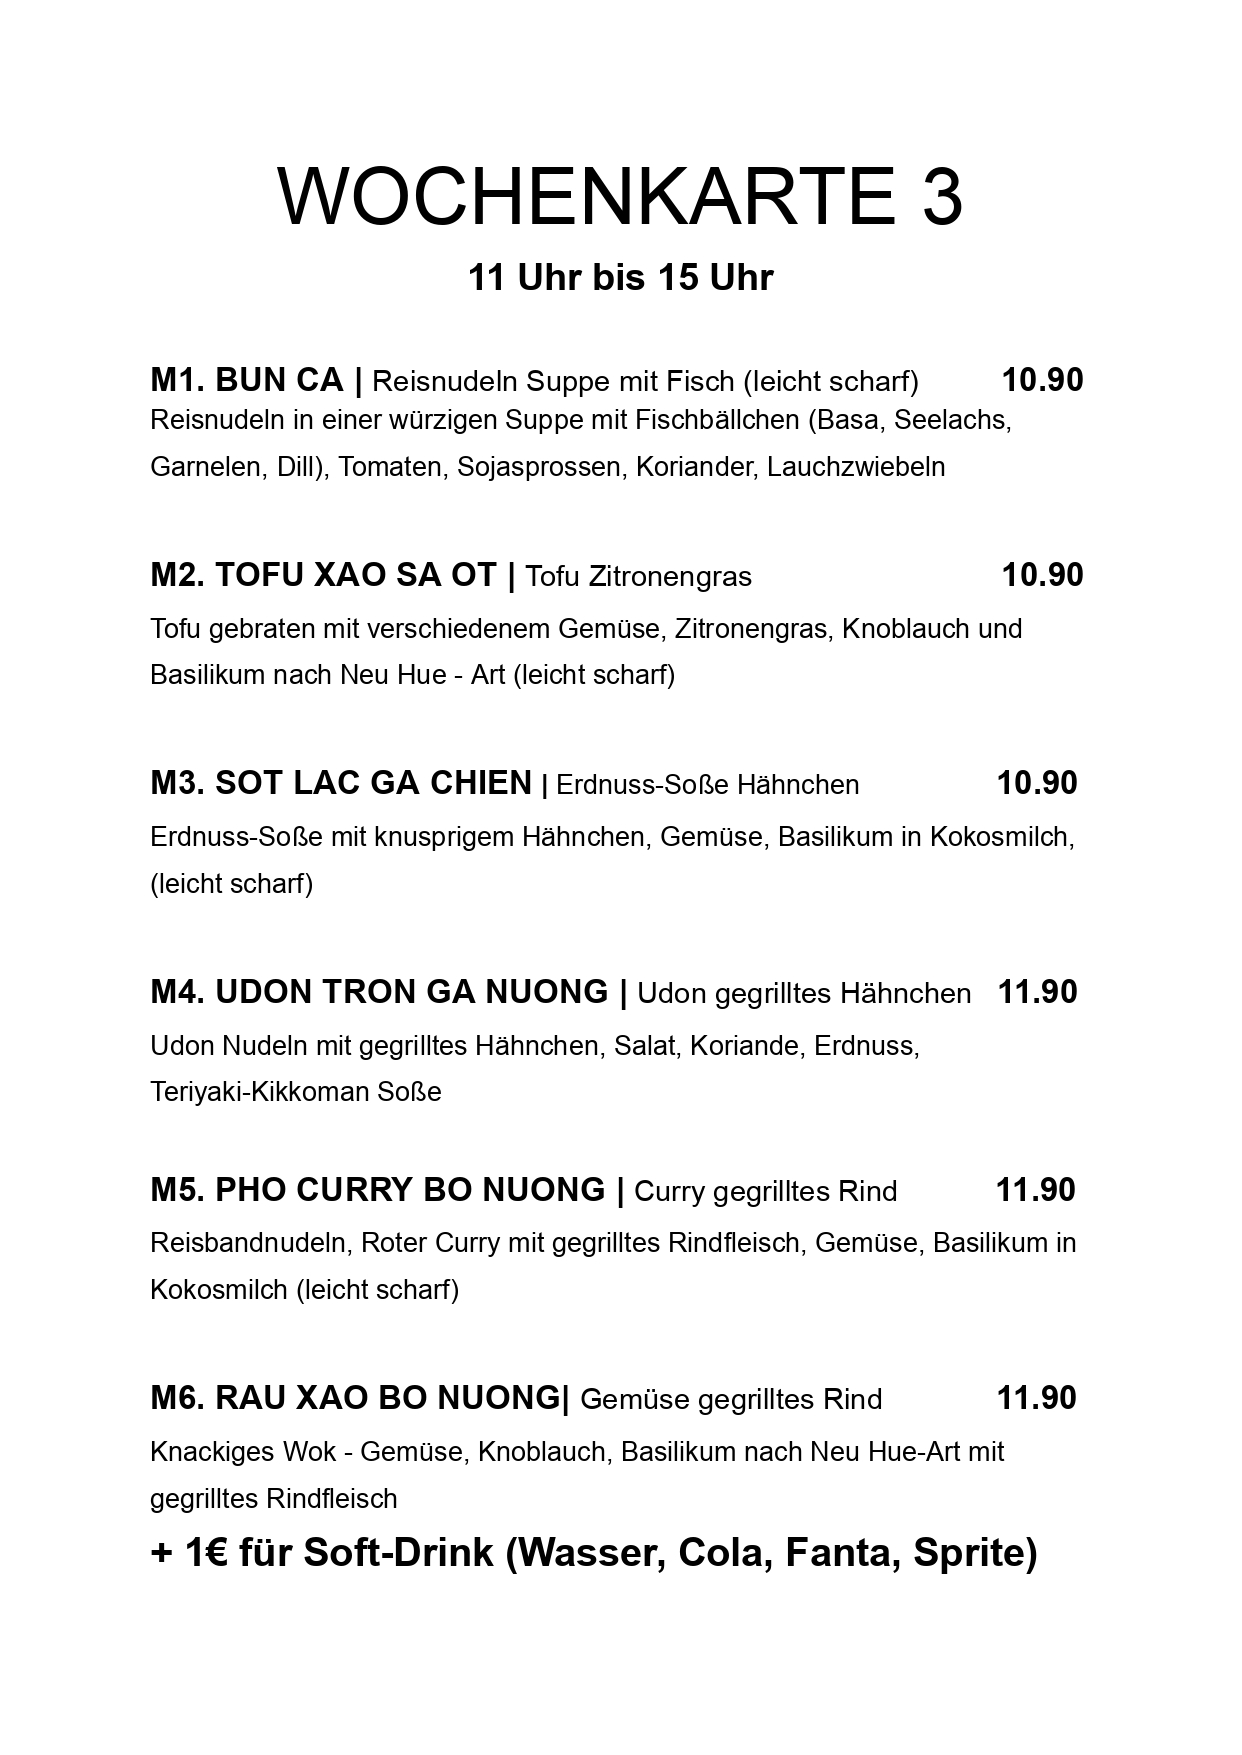 WOCHENKARTE 3
11 Uhr bis 15 Uhr
M1. BUN CA | Reisnudeln Suppe mit Fisch (leicht scharf) 10.90
Reisnudeln in einer würzigen Suppe mit Fischbällchen (Basa, Seelachs,
Garnelen, Dill), Tomaten, Sojasprossen, Koriander, Lauchzwiebeln
M2. TOFU XAO SA OT | Tofu Zitronengras 10.90
Tofu gebraten mit verschiedenem Gemüse, Zitronengras, Knoblauch und
Basilikum nach Neu Hue - Art (leicht scharf)
M3. SOT LAC GA CHIEN | Erdnuss-Soße Hähnchen 10.90
Erdnuss-Soße mit knusprigem Hähnchen, Gemüse, Basilikum in Kokosmilch,
(leicht scharf)
M4. UDON TRON GA NUONG | Udon gegrilltes Hähnchen 11.90
Udon Nudeln mit gegrilltes Hähnchen, Salat, Koriande, Erdnuss,
Teriyaki-Kikkoman Soße
M5. PHO CURRY BO NUONG | Curry gegrilltes Rind 11.90
Reisbandnudeln, Roter Curry mit gegrilltes Rindfleisch, Gemüse, Basilikum in
Kokosmilch (leicht scharf)
M6. RAU XAO BO NUONG| Gemüse gegrilltes Rind 11.90
Knackiges Wok - Gemüse, Knoblauch, Basilikum nach Neu Hue-Art mit
gegrilltes Rindfleisch
+ 1€ für Soft-Drink (Wasser, Cola, Fanta, Sprite)